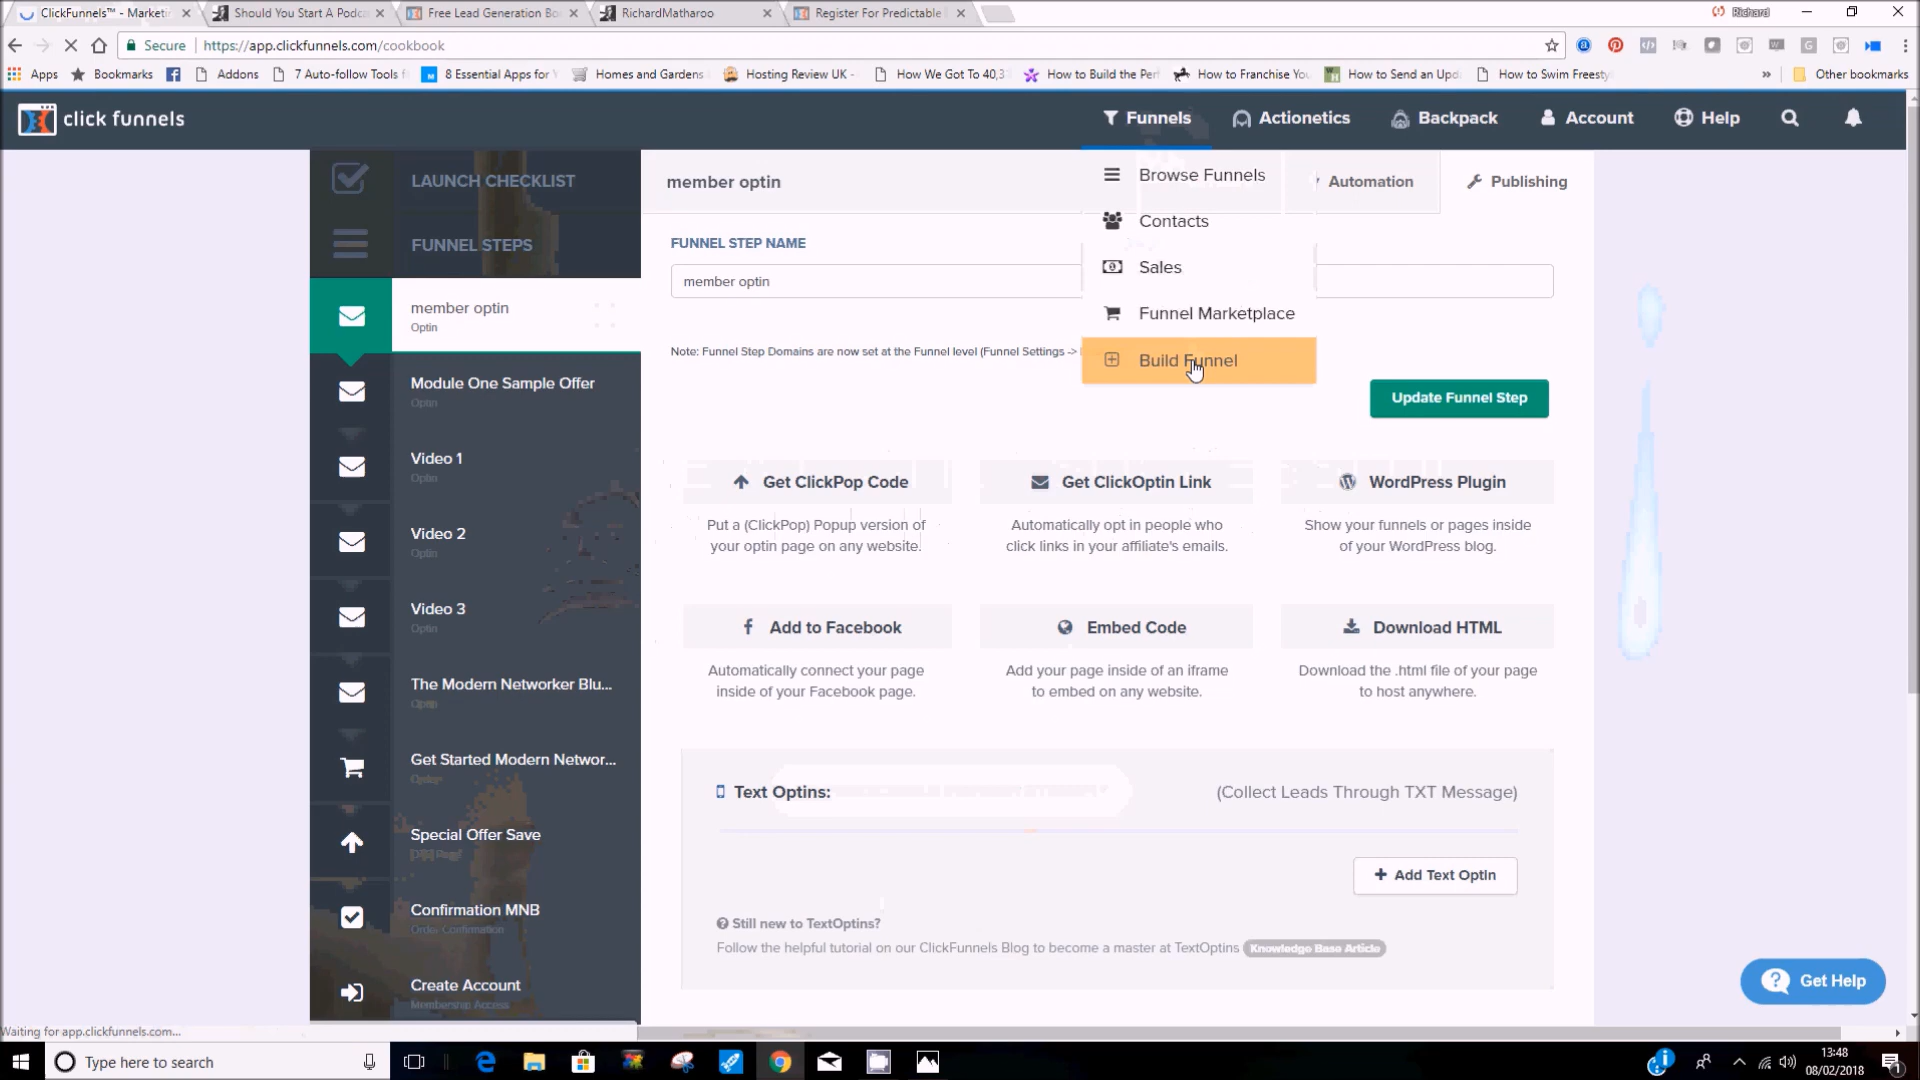 ClickFunnels™ - Marketin
Should You Start A Podca
Free Lead Generation Bo
RichardMatharoo
Register For Predictable
Richard
Secure
https://app.clickfunnels.com/cookbook
Apps
Bookmarks
Addons
7 Auto-follow Tools f
8 Essential Apps for
Homes and Gardens
Hosting Review UK -
How We Got To 40,3
How to Build the Perf
How to Franchise You
How to Send an Upd
How to Swim Freesty
Other bookmarks
click funnels
Funnels
Actionetics
Backpack
Account
Help
LAUNCH CHECKLIST
FUNNEL STEPS
member optin
Optin
Module One Sample Offer
Optin
Video 1
Optin
Video 2
Optin
Video 3
Optin
The Modern Networker Blu...
Optin
Get Started Modern Networ...
Order
Special Offer Save
Confirmation MNB
Order Confirmation
Create Account
Membership Access
member optin
Automation
Publishing
Browse Funnels
Contacts
Sales
Funnel Marketplace
Build Funnel
FUNNEL STEP NAME
member optin
Note: Funnel Step Domains are now set at the Funnel level (Funnel Settings ->
Update Funnel Step
Get ClickPop Code
Put a (ClickPop) Popup version of
your optin page on any website.
Get ClickOptin Link
Automatically opt in people who
click links in your affiliate's emails.
WordPress Plugin
Show your funnels or pages inside
of your WordPress blog.
Add to Facebook
Automatically connect your page
inside of your Facebook page.
Embed Code
Add your page inside of an iframe
to embed on any website.
Download HTML
Download the .html file of your page
to host anywhere.
Text Optins:
(Collect Leads Through TXT Message)
+ Add Text OptIn
Still new to TextOptins?
Follow the helpful tutorial on our ClickFunnels Blog to become a master at TextOptins Knowledge Base Article
Get Help
Waiting for app.clickfunnels.com...
Type here to search
13:48
08/02/2018